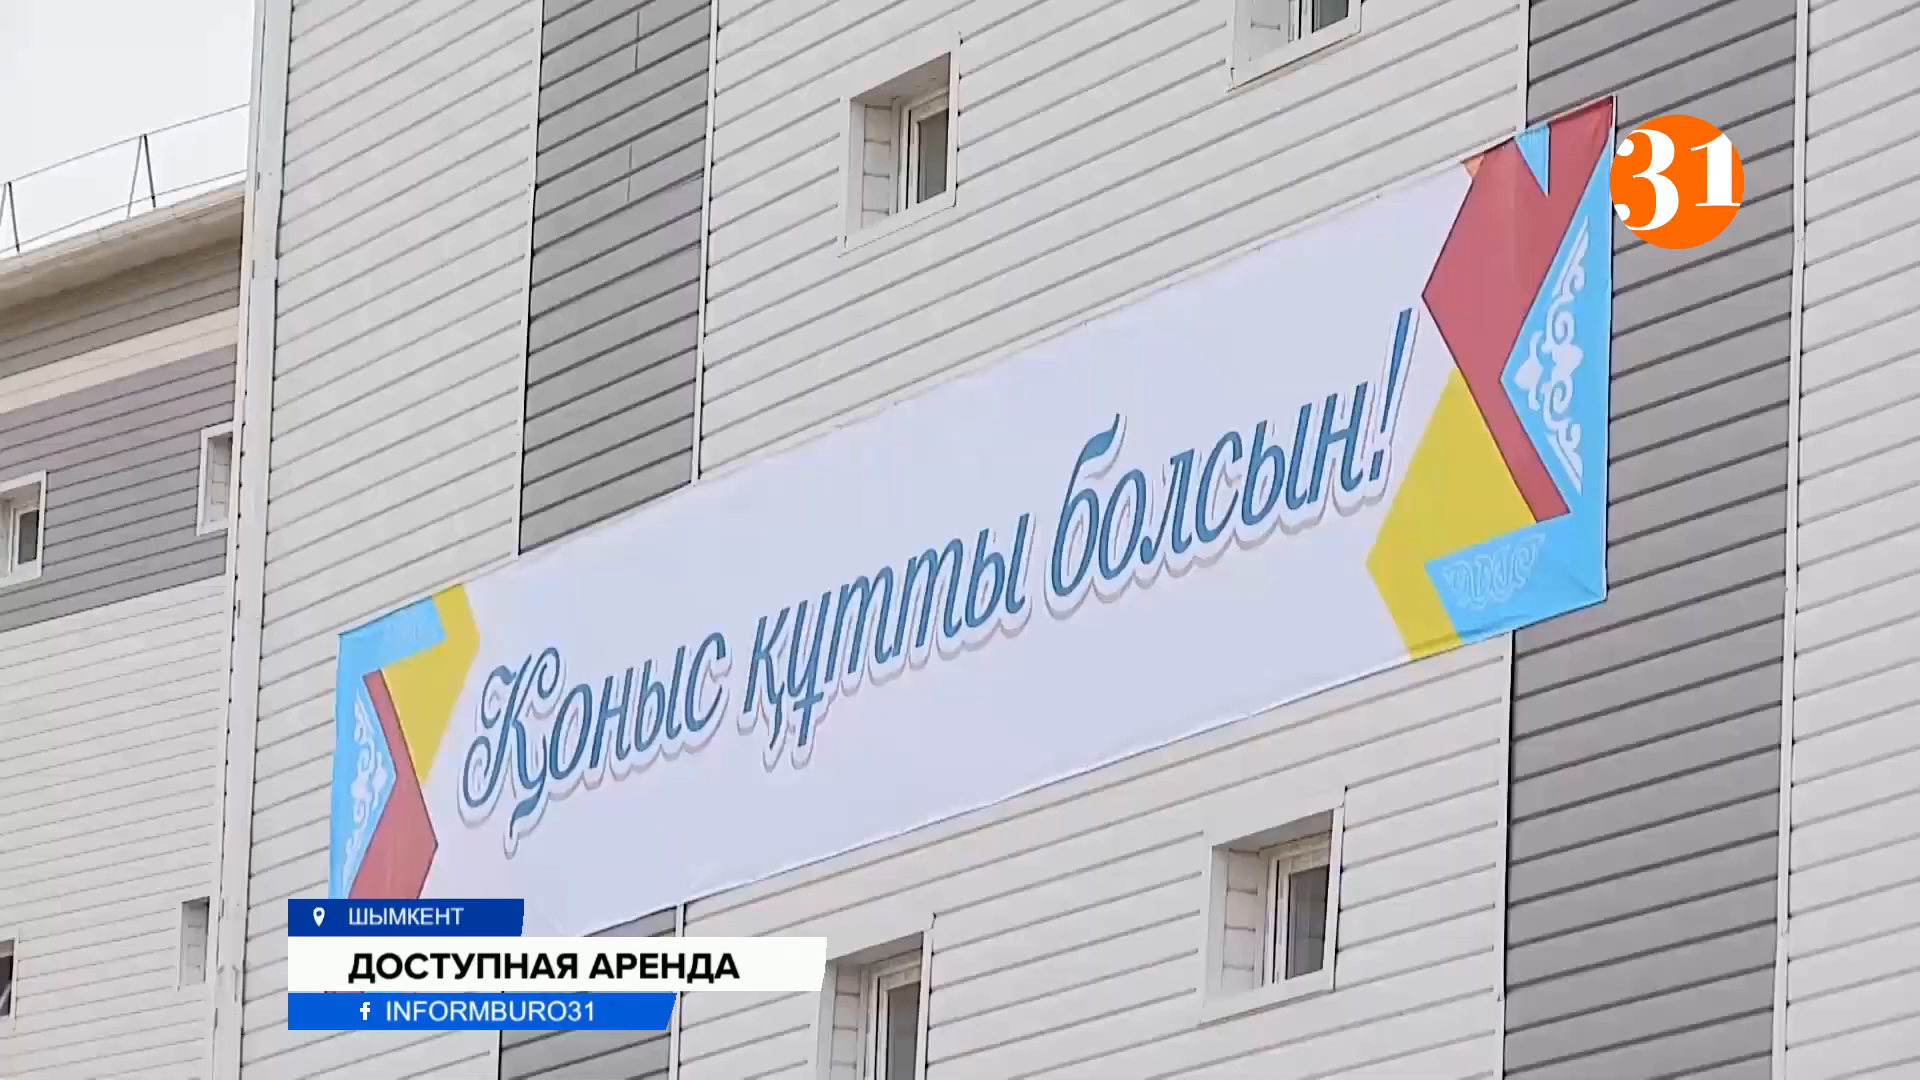 31
Қоныс құтты болсын!
ШЫМКЕНТ
ДОСТУПНАЯ АРЕНДА
INFORMBURO31